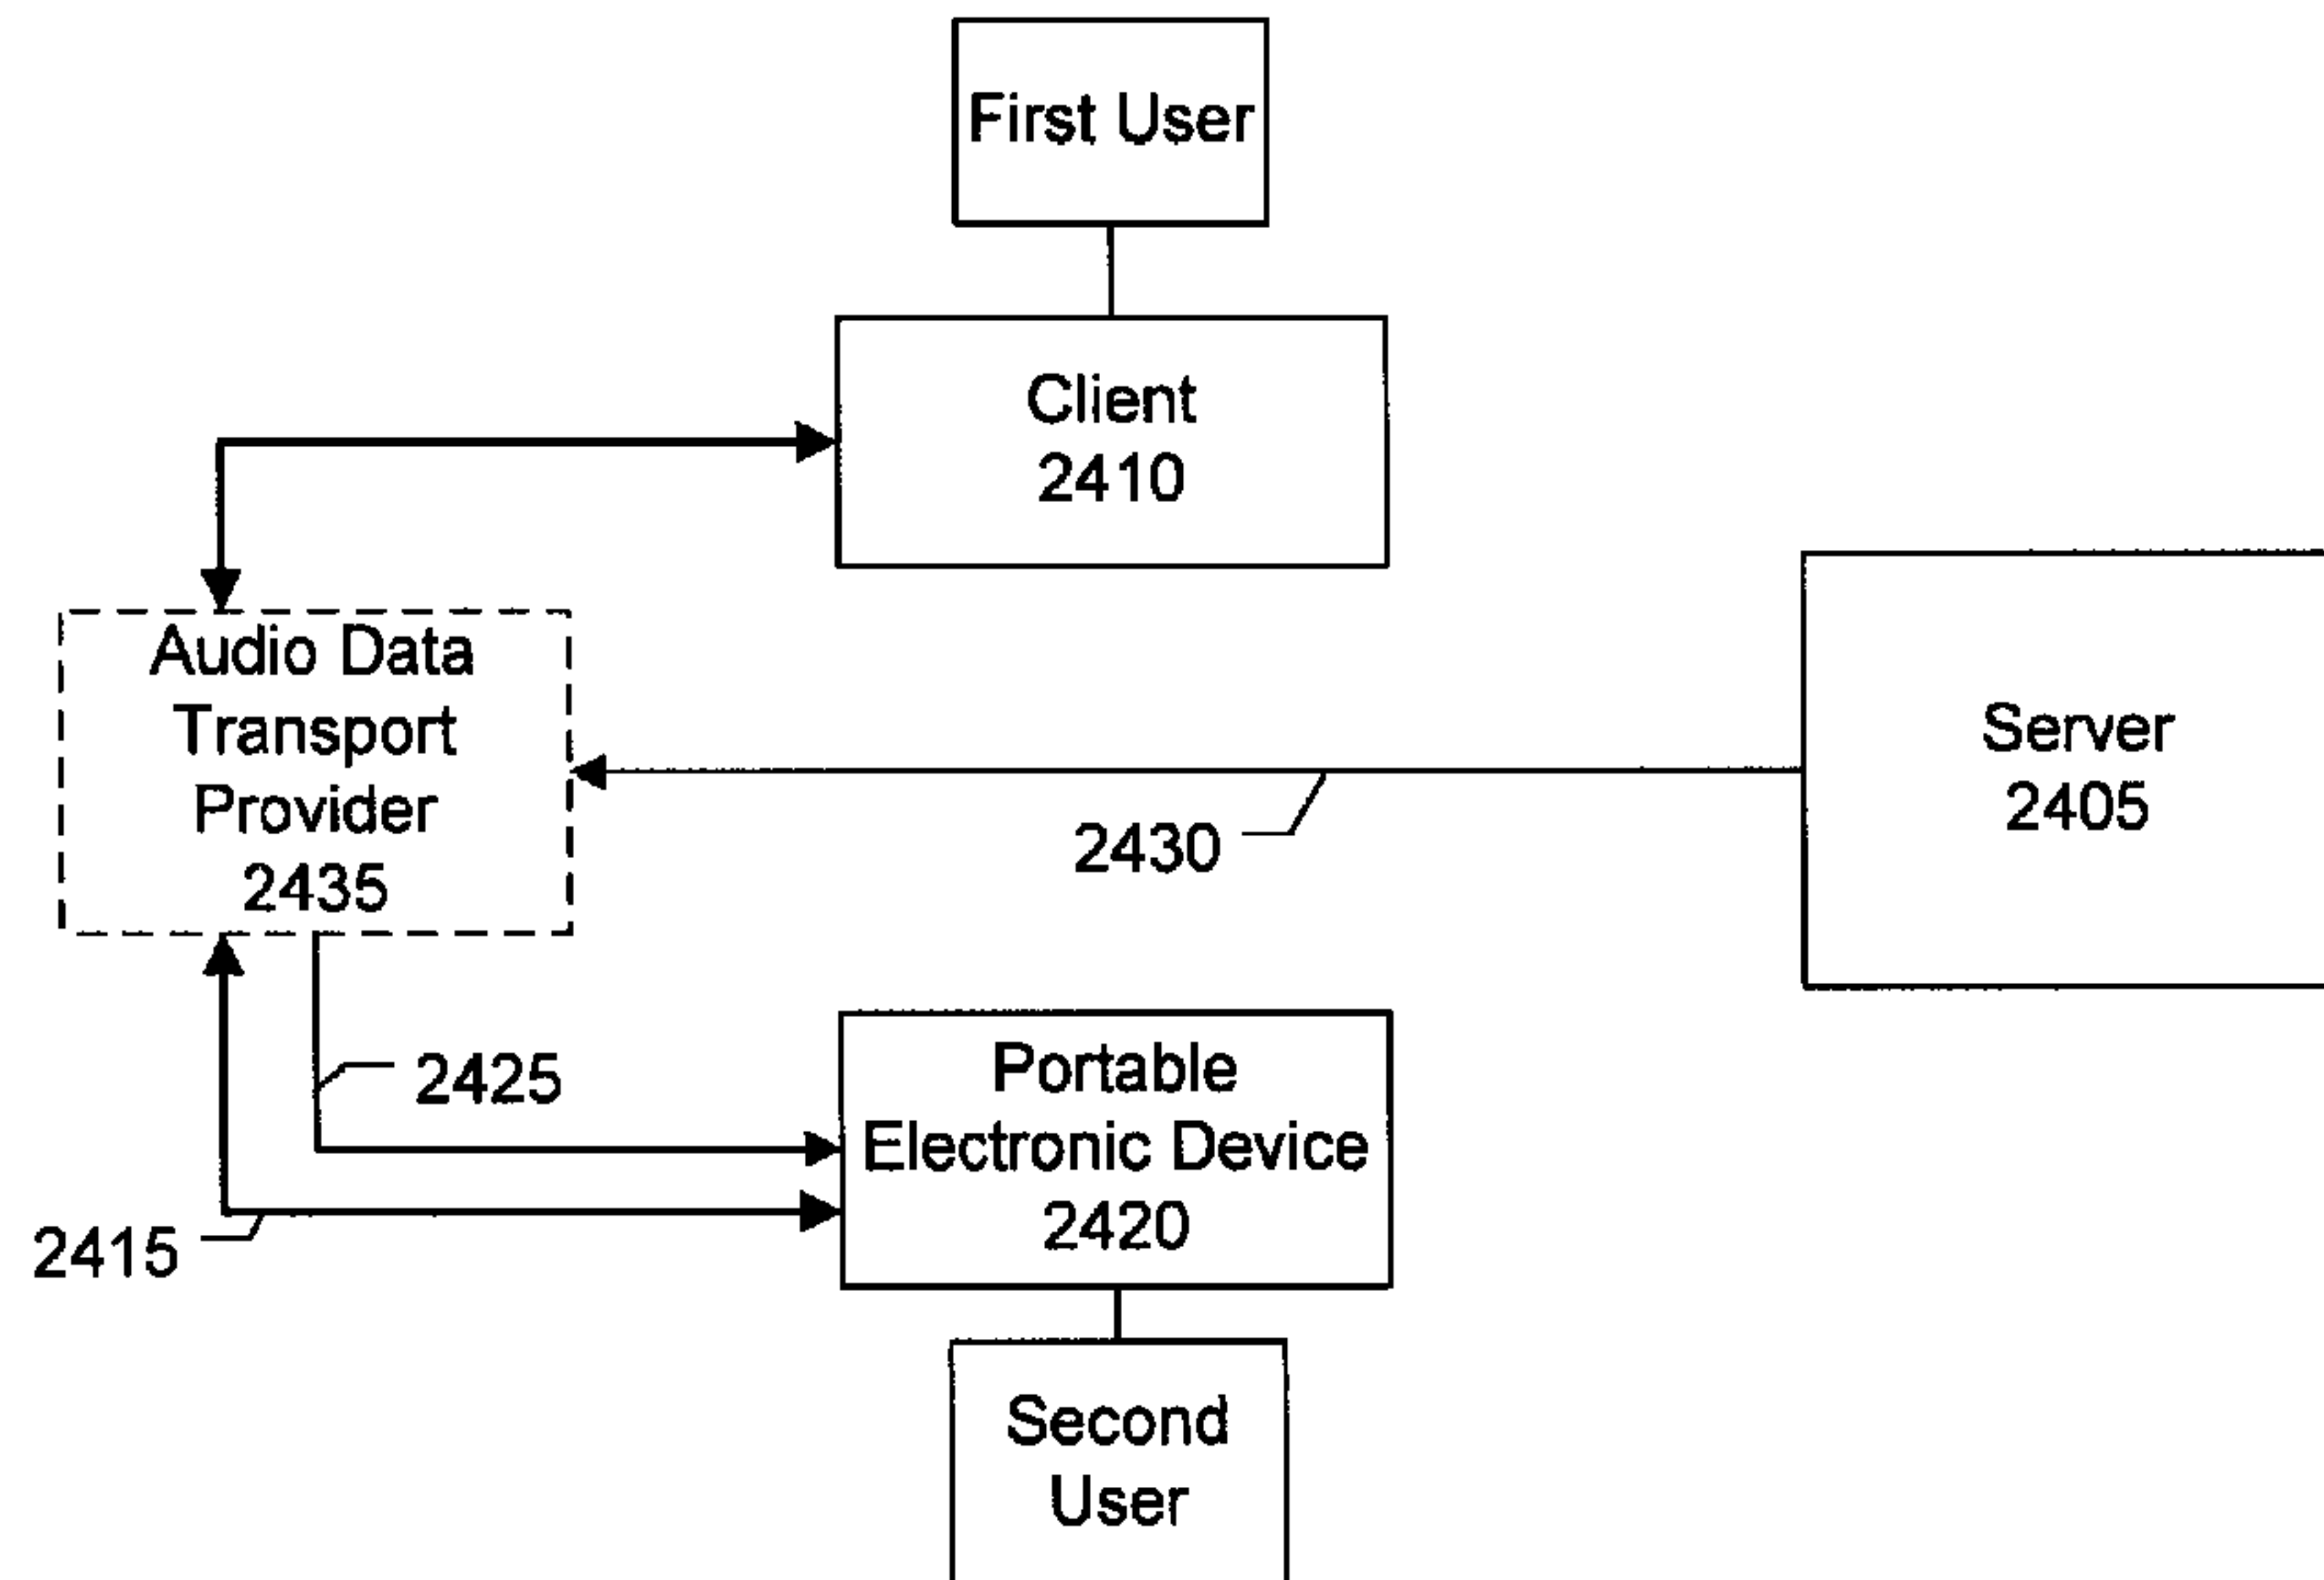 First User
Client
2410
Audio Data
Transport
Provider
2435
Server
2405
2430
2425
Portable
Electronic Device
2420
2415
Second
User